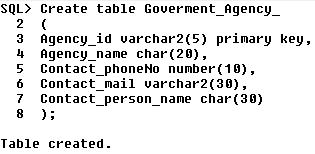 SQL> Create table Goverment_Agency_
2 (
3 Agency_id varchar2(5) primary key,
4 Agency_name char(20),
5 Contact_phoneNo number(10),
6 Contact_mail varchar2(30),
7 Contact_person_name char(30)
8 );
Table created.